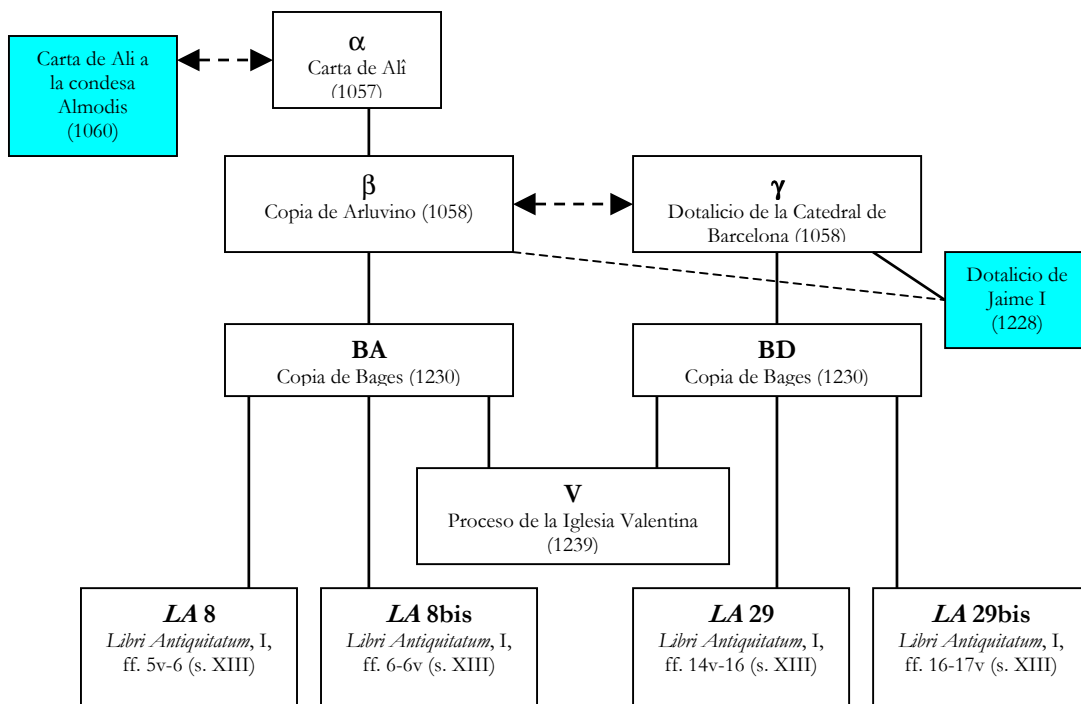 Carta de Ali a
la condesa
Almodis
(1060)
α
Carta de Alî
(1057)
β
Copia de Arluvino (1058)
γ
Dotalicio de la Catedral de
Barcelona (1058)
Dotalicio de
Jaime I
(1228)
BA
Copia de Bages (1230)
BD
Copia de Bages (1230)
V
Proceso de la Iglesia Valentina
(1239)
LA 8
Libri Antiquitatum, I,
ff. 5v-6 (s. XIII)
LA 8bis
Libri Antiquitatum, I,
ff. 6-6v (s. XIII)
LA 29
Libri Antiquitatum, I,
ff. 14v-16 (s. XIII)
LA 29bis
Libri Antiquitatum, I,
ff. 16-17v (s. XIII)